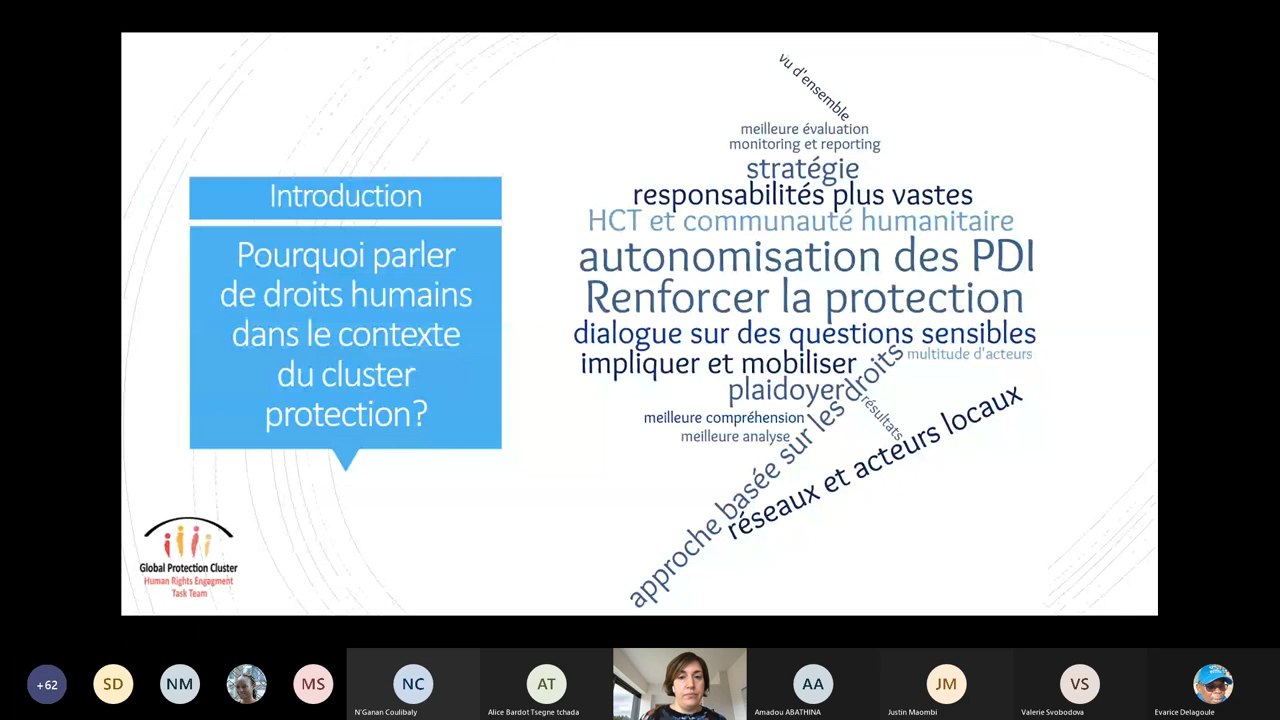 Introduction
Pourquoi parler
de droits humains
dans le contexte
du cluster
protection?
vu d'ensemble
meilleure évaluation
monitoring et reporting
stratégie
responsabilités plus vastes
HCT et communauté humanitaire
autonomisation des PDI
Renforcer la protection
dialogue sur des questions sensibles
impliquer et mobiliser
multitude d'acteurs
plaidoyer
meilleure compréhension
meilleure analyse
approche basée sur les droits
résultats
réseaux et acteurs locaux
Global Protection Cluster
Human Rights Engagment
Task Team
+62
SD
NM
MS
NC
AT
AA
JM
VS
N'Ganan Coulibaly
Alice Bardot Tsegne tchada
Amadou ABATHINA
Justin Maombi
Valerie Svobodova
Evarice Delagoule